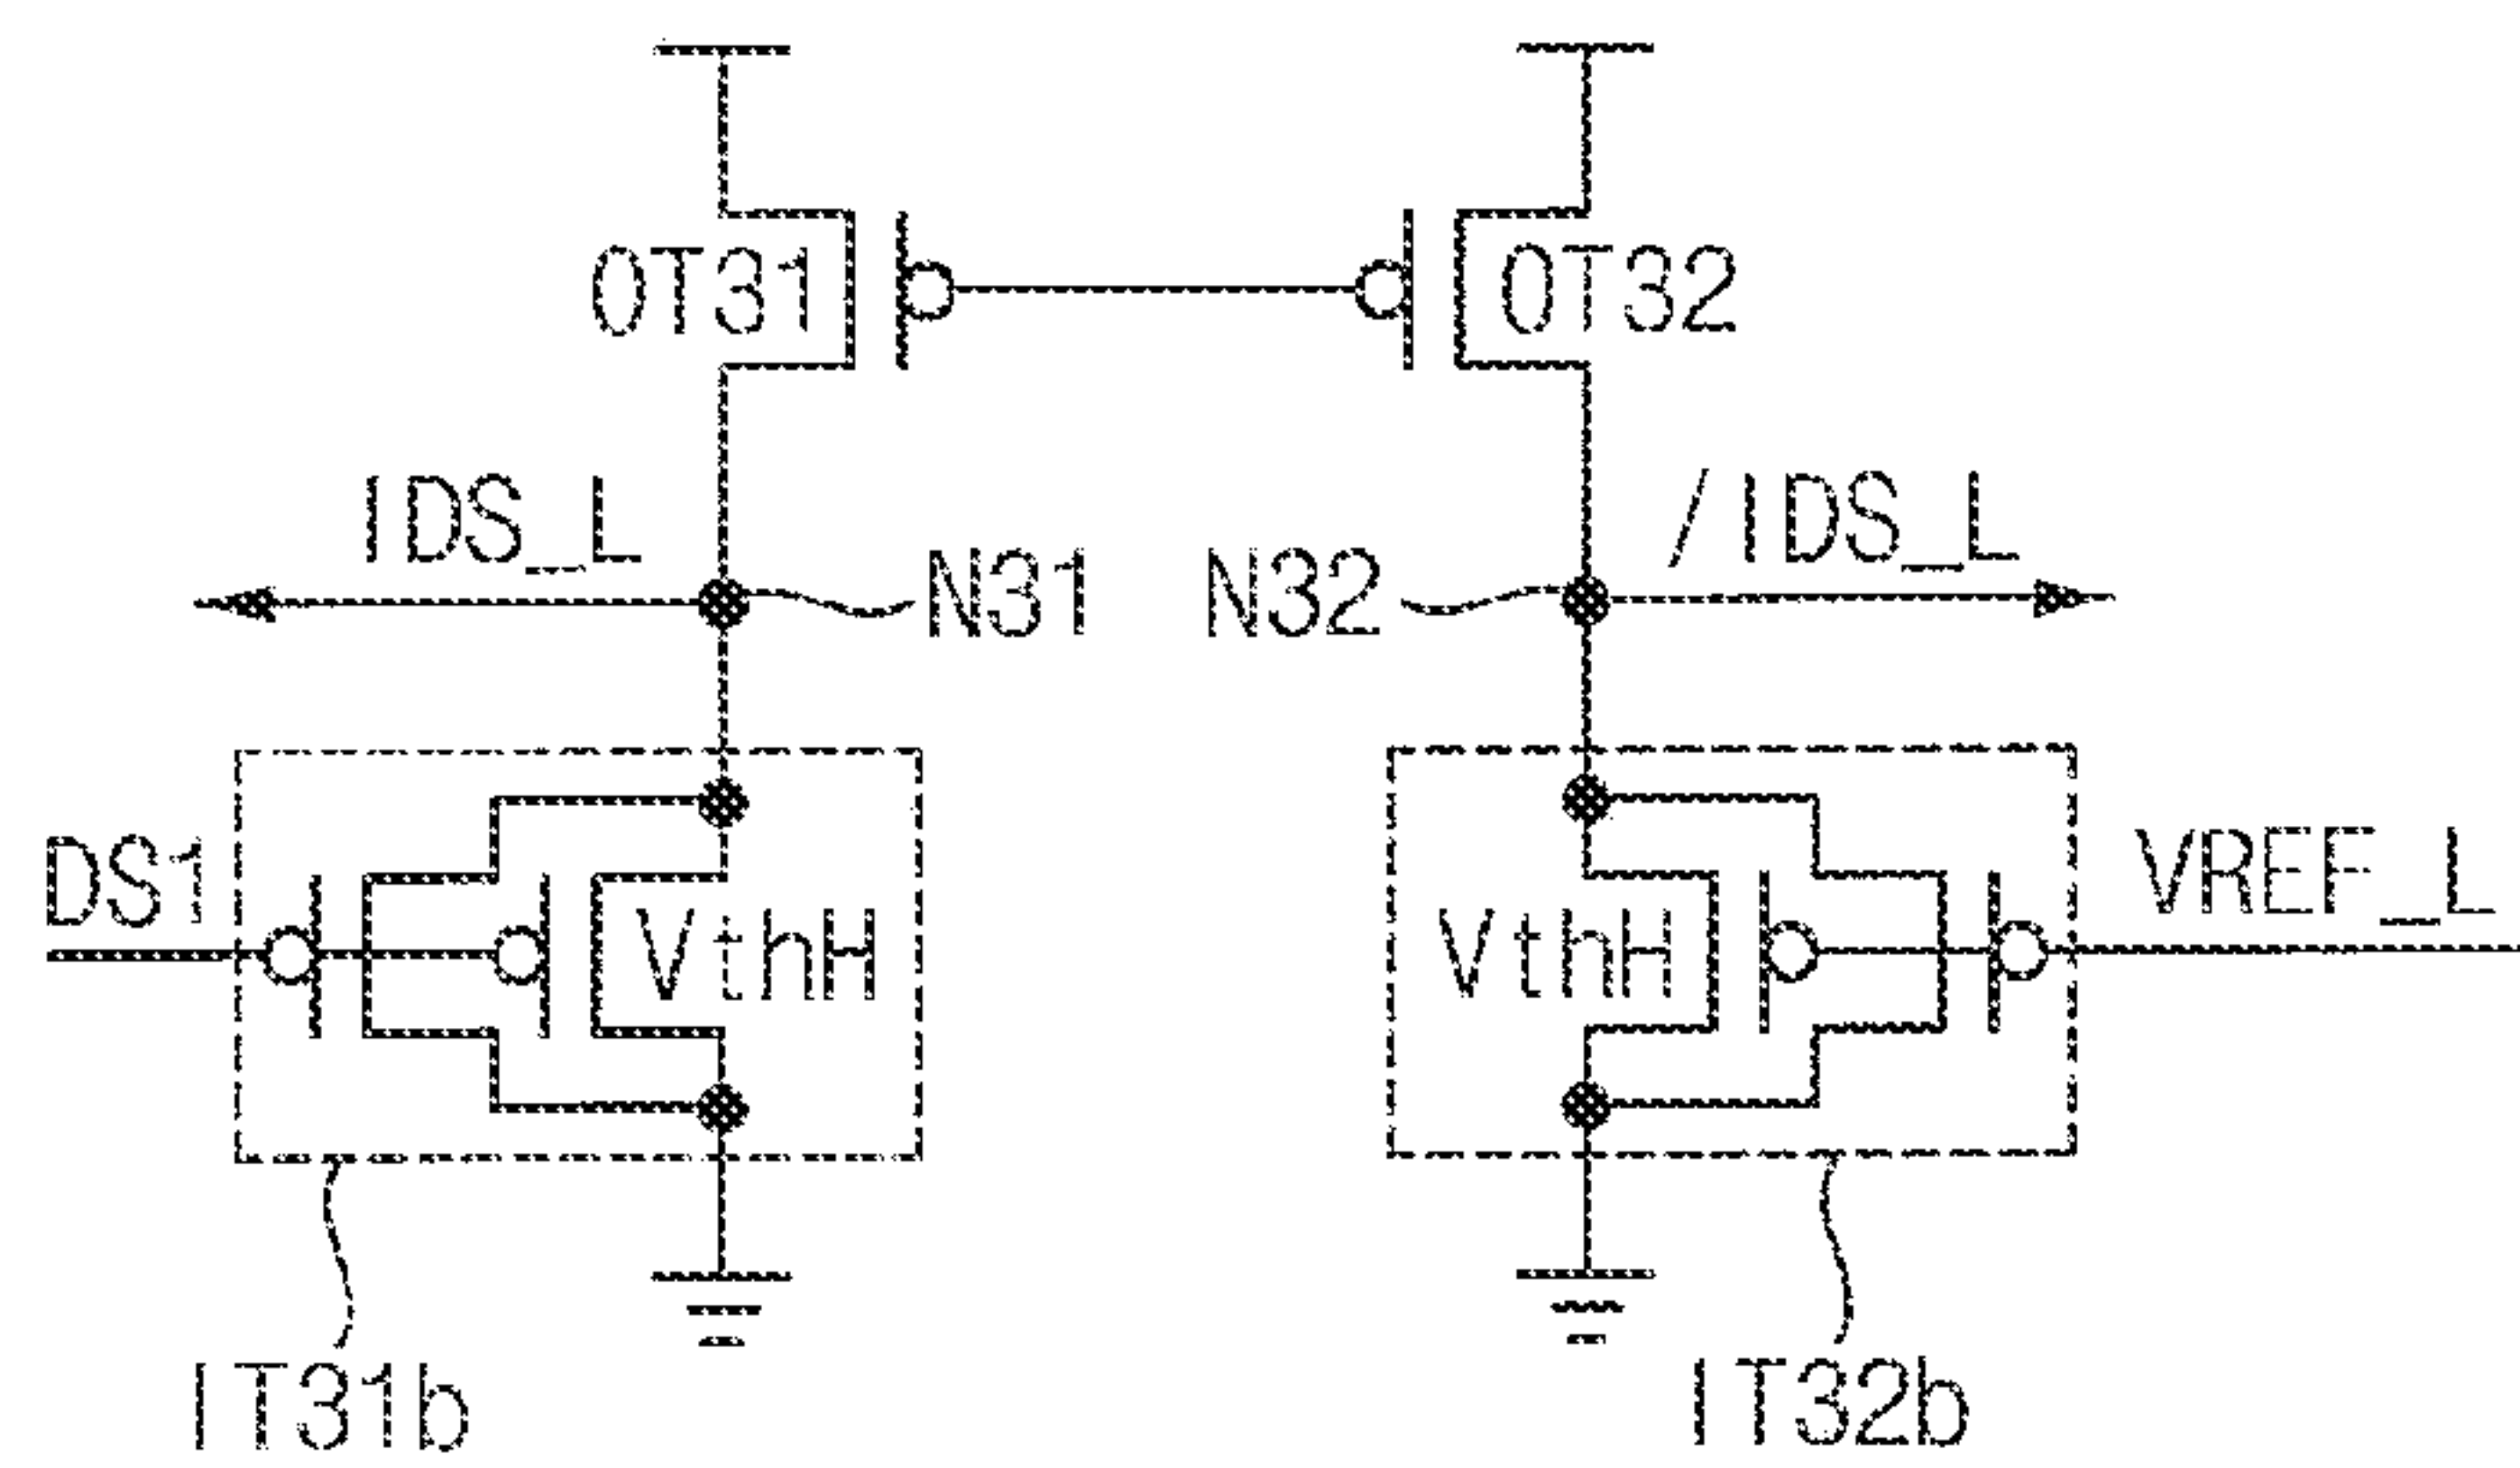 OT31 OT32
IDS_L /IDS_L
N31 N32
DS1 VthH VthH VREF_L
IT31b IT32b